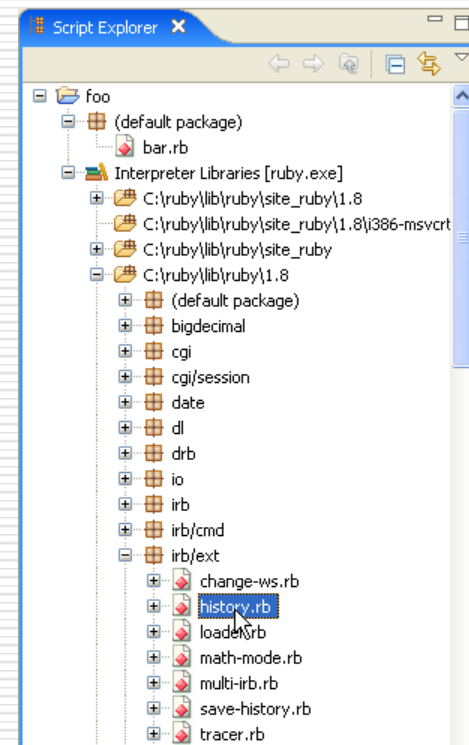 Script Explorer
foo
(default package)
bar.rb
Interpreter Libraries [ruby.exe]
C:\ruby\lib\ruby\site_ruby\1.8
C:\ruby\lib\ruby\site_ruby\1.8\i386-msvcrt
C:\ruby\lib\ruby\site_ruby
C:\ruby\lib\ruby\1.8
(default package)
bigdecimal
cgi
cgi/session
date
dl
drb
io
irb
irb/cmd
irb/ext
change-ws.rb
history.rb
loader.rb
math-mode.rb
multi-irb.rb
save-history.rb
tracer.rb